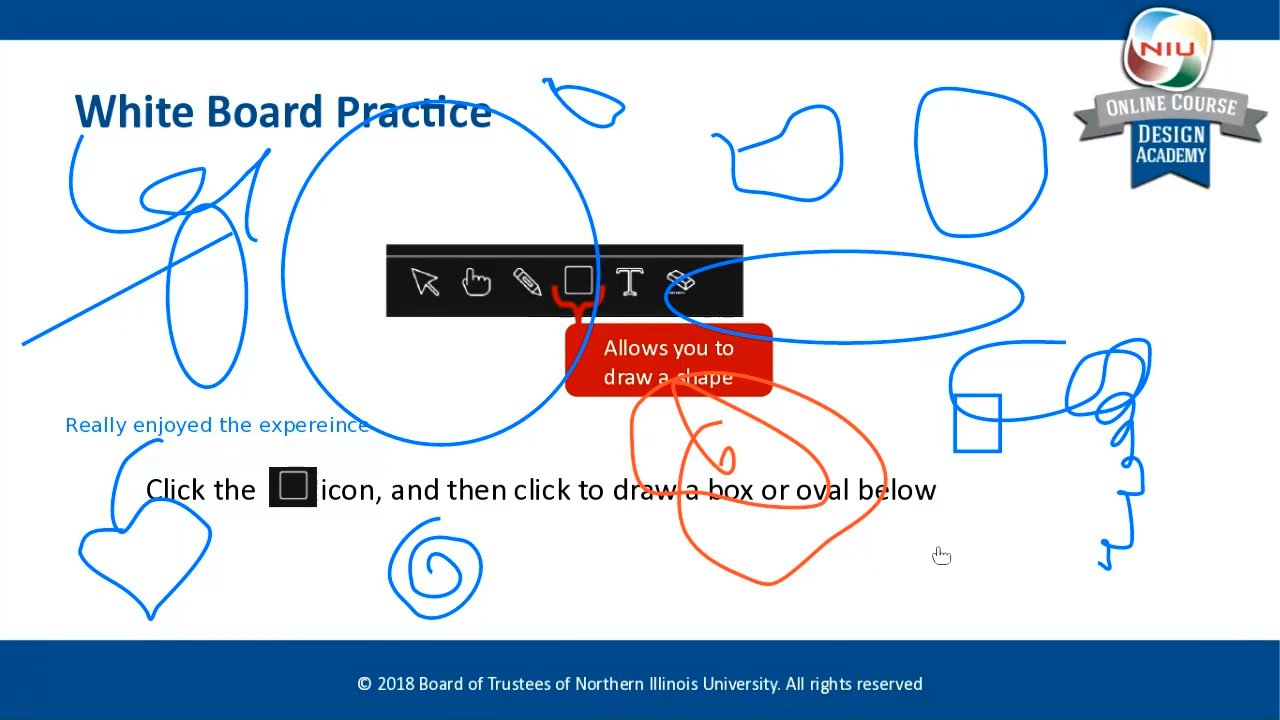 White Board Practice
NIU
ONLINE COURSE
DESIGN
ACADEMY
T
Allows you to
draw a shape
Really enjoyed the expereince
Click the icon, and then click to draw a box or oval below
© 2018 Board of Trustees of Northern Illinois University. All rights reserved